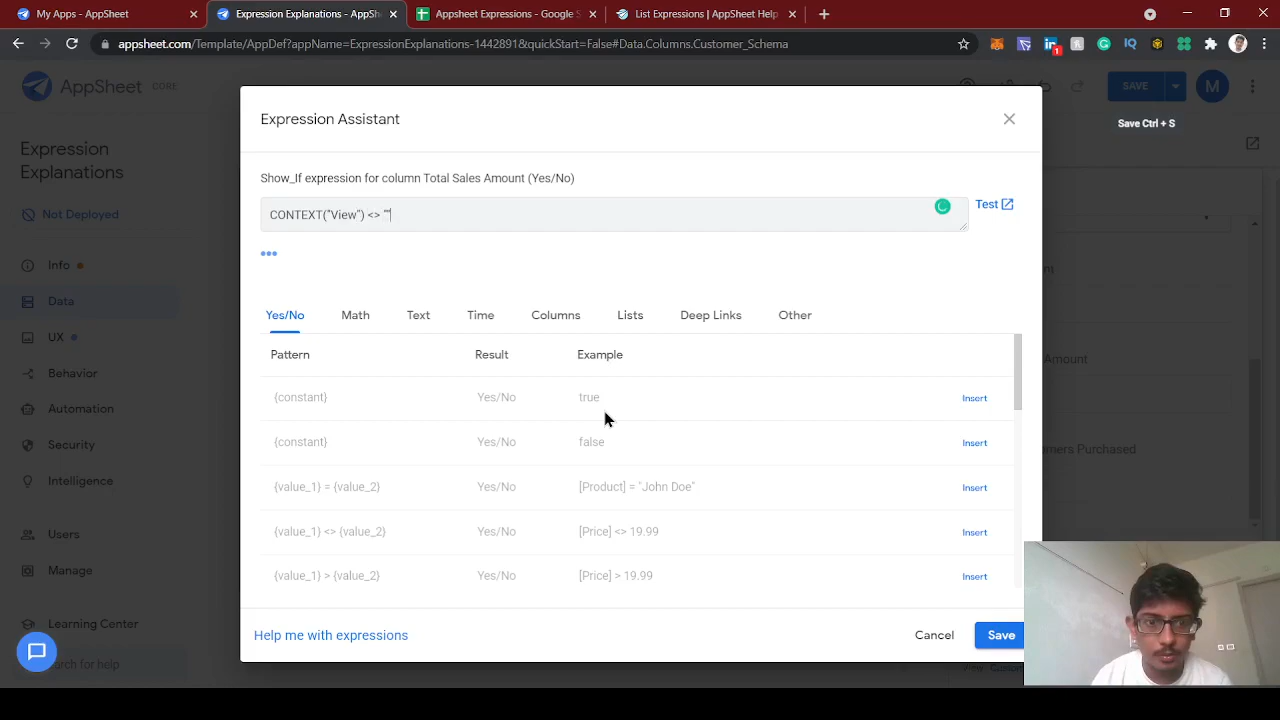 My Apps - AppSheet
Expression Explanations - AppSh
Appsheet Expressions - Google S
List Expressions | AppSheet Help
appsheet.com/Template/AppDef?appName=ExpressionExplanations-1442891&quickStart=False#Data.Columns.Customer_Schema
1
AppSheet CORE
SAVE
M
Save Ctrl + S
Expression
Explanations
Not Deployed
Info
Data
UX
Behavior
Automation
Security
Intelligence
Users
Manage
Learning Center
rch for help
Expression Assistant
Show_If expression for column Total Sales Amount (Yes/No)
CONTEXT("View") <> ""
Test
Yes/No Math Text Time Columns Lists Deep Links Other
Pattern Result Example
{constant} Yes/No true Insert
{constant} Yes/No false Insert
{value_1} = {value_2} Yes/No [Product] = "John Doe" Insert
{value_1} <> {value_2} Yes/No [Price] <> 19.99 Insert
{value_1} > {value_2} Yes/No [Price] > 19.99 Insert
Help me with expressions
Cancel
Save
Amount
mers Purchased